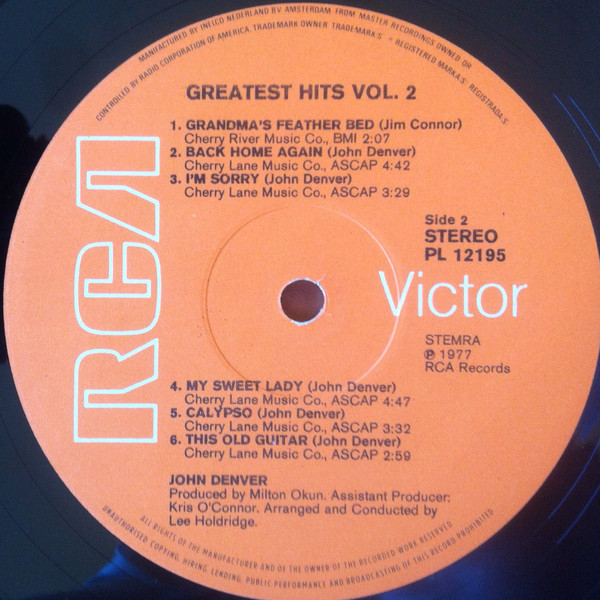 MANUFACTURED BY INELCO NEDERLAND BV AMSTERDAM FROM MASTER RECORDINGS OWNED OR
CONTROLLED BY RADIO CORPORATION OF AMERICA. TRADEMARK OWNER TRADEMARK'S ® REGISTERED MARKA'S ® REGISTRADA'S
GREATEST HITS VOL. 2
1. GRANDMA'S FEATHER BED (Jim Connor)
Cherry River Music Co., BMI 2:07
2. BACK HOME AGAIN (John Denver)
Cherry Lane Music Co., ASCAP 4:42
3. I'M SORRY (John Denver)
Cherry Lane Music Co., ASCAP 3:29
RCA
Side 2
STEREO
PL 12195
Victor
STEMRA
℗ 1977
RCA Records
4. MY SWEET LADY (John Denver)
Cherry Lane Music Co., ASCAP 4:47
5. CALYPSO (John Denver)
Cherry Lane Music Co., ASCAP 3:32
6. THIS OLD GUITAR (John Denver)
Cherry Lane Music Co., ASCAP 2:59
JOHN DENVER
Produced by Milton Okun. Assistant Producer:
Kris O'Connor. Arranged and Conducted by
Lee Holdridge.
ALL RIGHTS OF THE MANUFACTURER AND OF THE OWNER OF THE RECORDED WORK RESERVED
UNAUTHORISED COPYING, HIRING, LENDING, PUBLIC PERFORMANCE AND BROADCASTING OF THIS RECORD PROHIBITED